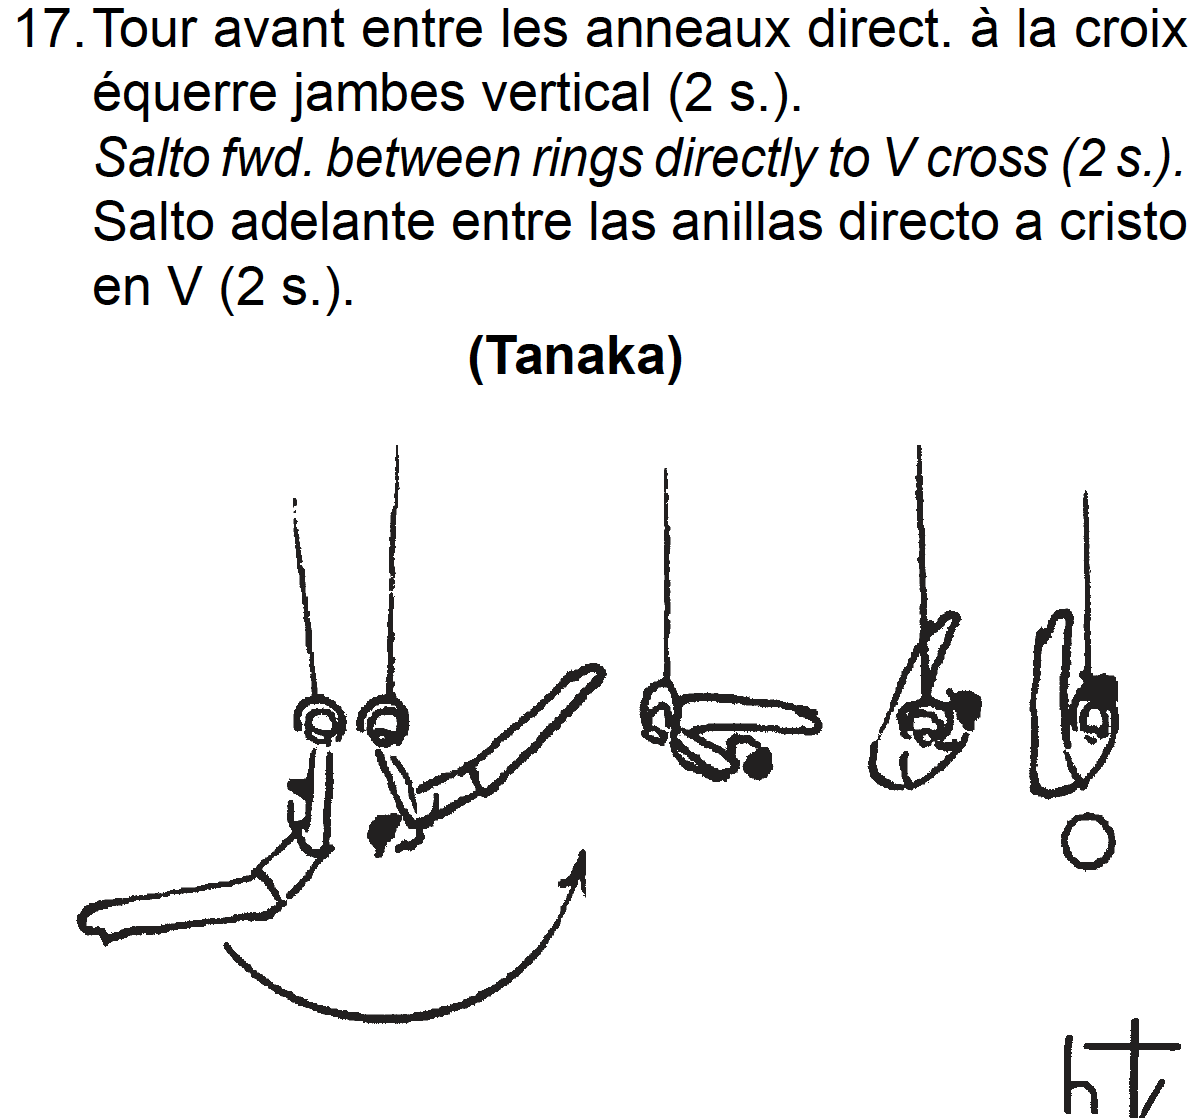 17. Tour avant entre les anneaux direct. à la croix
équerre jambes vertical (2 s.).
Salto fwd. between rings directly to V cross (2 s.).
Salto adelante entre las anillas directo a cristo
en V (2 s.).
(Tanaka)